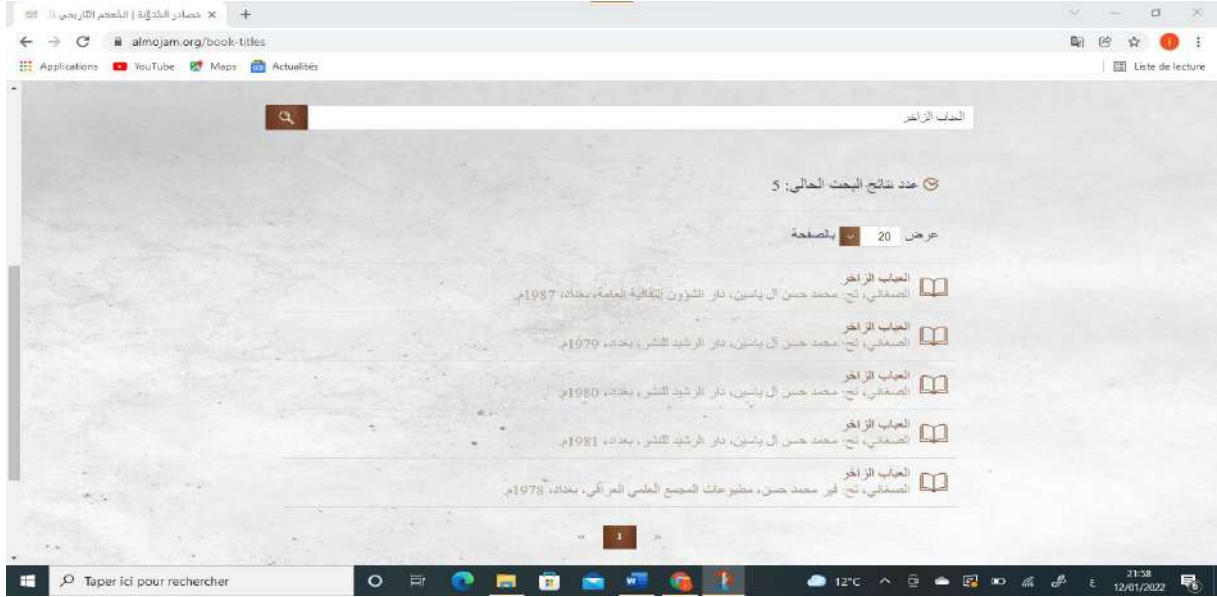 مصادر المدوّنة | المعجم التاريخي لل
almojam.org/book-titles
Applications YouTube Maps Actualités
Liste de lecture
العباب الزاخر
عدد نتائج البحث الحالي: 5
عرض 20 بالصفحة
العباب الزاخر
الصغاني، تح: محمد حسن آل ياسين، دار الشؤون الثقافية العامة، بغداد، 1987م.
العباب الزاخر
الصغاني، تح: محمد حسن آل ياسين، دار الرشيد للنشر، بغداد، 1979م.
العباب الزاخر
الصغاني، تح: محمد حسن آل ياسين، دار الرشيد للنشر، بغداد، 1980م.
العباب الزاخر
الصغاني، تح: محمد حسن آل ياسين، دار الرشيد للنشر، بغداد، 1981م.
العباب الزاخر
الصغاني، تح: فير محمد حسن، مطبوعات المجمع العلمي العراقي، بغداد، 1978م.
« 1 »
Taper ici pour rechercher
12°C
ع
21:58
12/01/2022